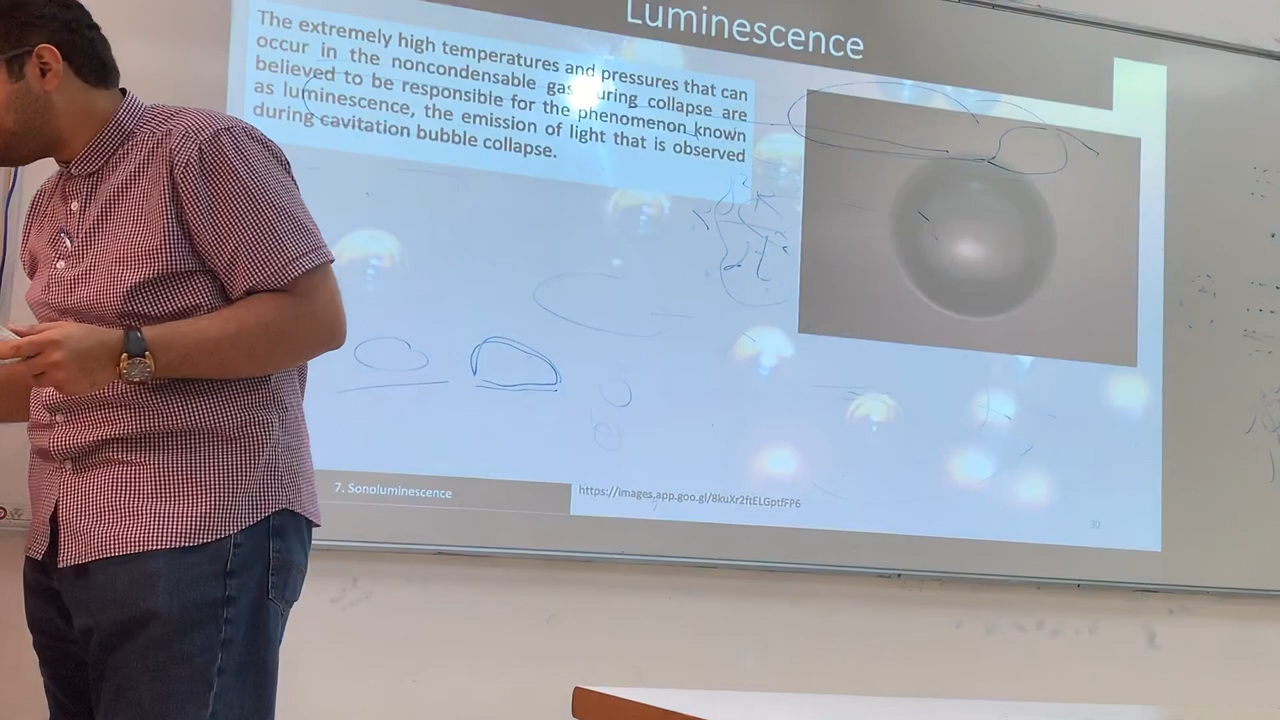 Luminescence
The extremely high temperatures and pressures that can
occur in the noncondensable gas uring collapse are
believed to be responsible for the phenomenon known
as luminescence, the emission of light that is observed
during cavitation bubble collapse.
7. Sonoluminescence
https://images.app.goo.gl/8kuXr2ftELGptfFP6
30